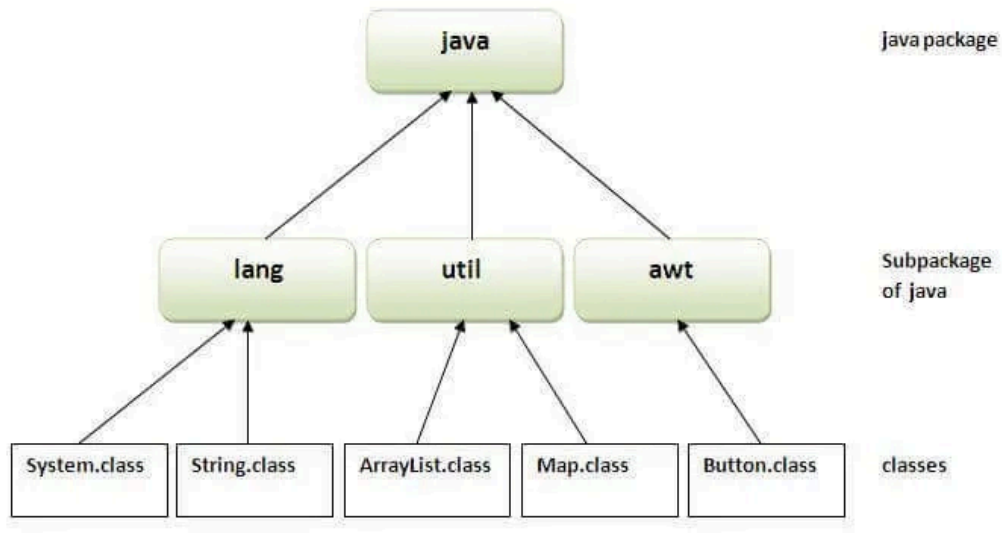 java
java package
lang
util
awt
Subpackage
of java
System.class
String.class
ArrayList.class
Map.class
Button.class
classes